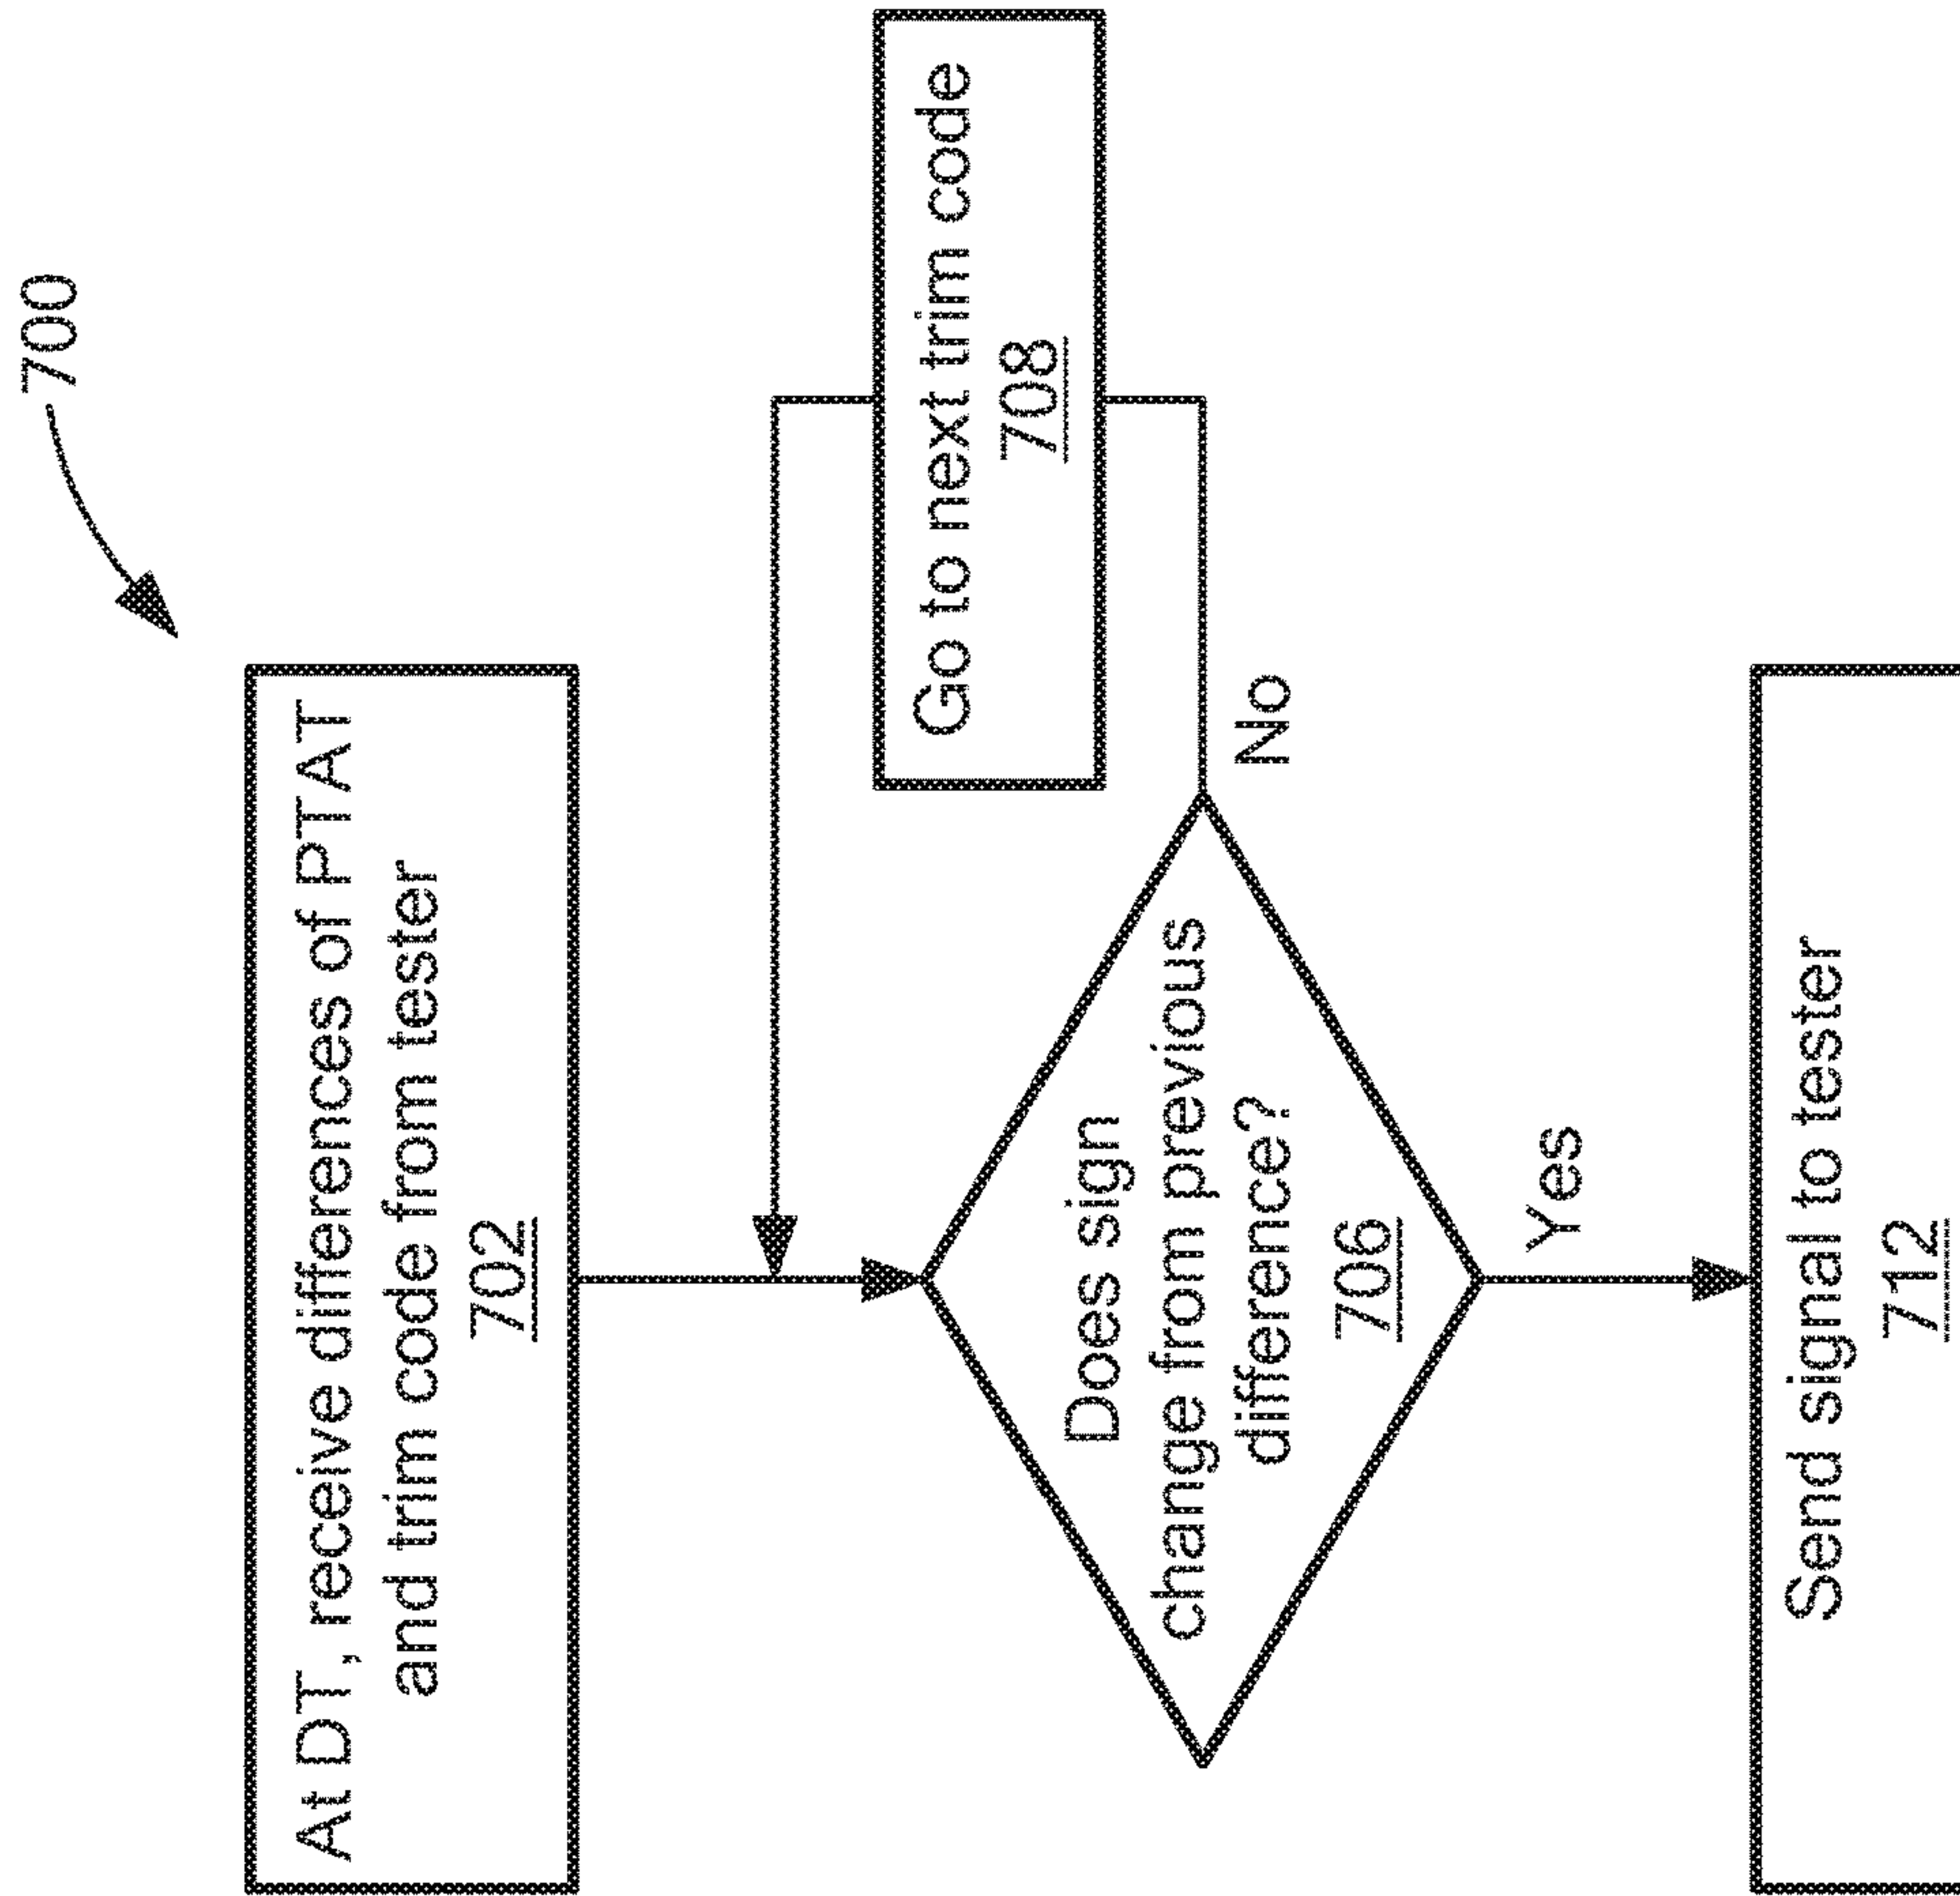 700
At DT, receive differences of PTAT
and trim code from tester
702
Go to next trim code
708
Does sign
change from previous
difference?
706
No
Yes
Send signal to tester
712